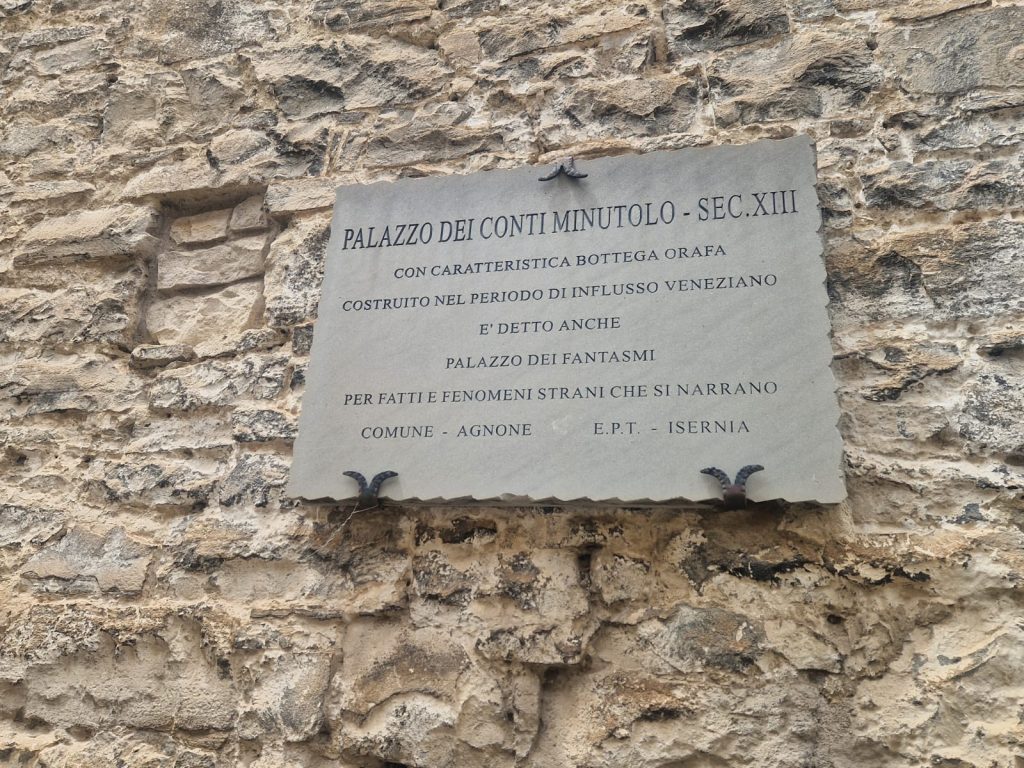 PALAZZO DEI CONTI MINUTOLO - SEC.XIII
CON CARATTERISTICA BOTTEGA ORAFA
COSTRUITO NEL PERIODO DI INFLUSSO VENEZIANO
E' DETTO ANCHE
PALAZZO DEI FANTASMI
PER FATTI E FENOMENI STRANI CHE SI NARRANO
COMUNE - AGNONE E.P.T. - ISERNIA